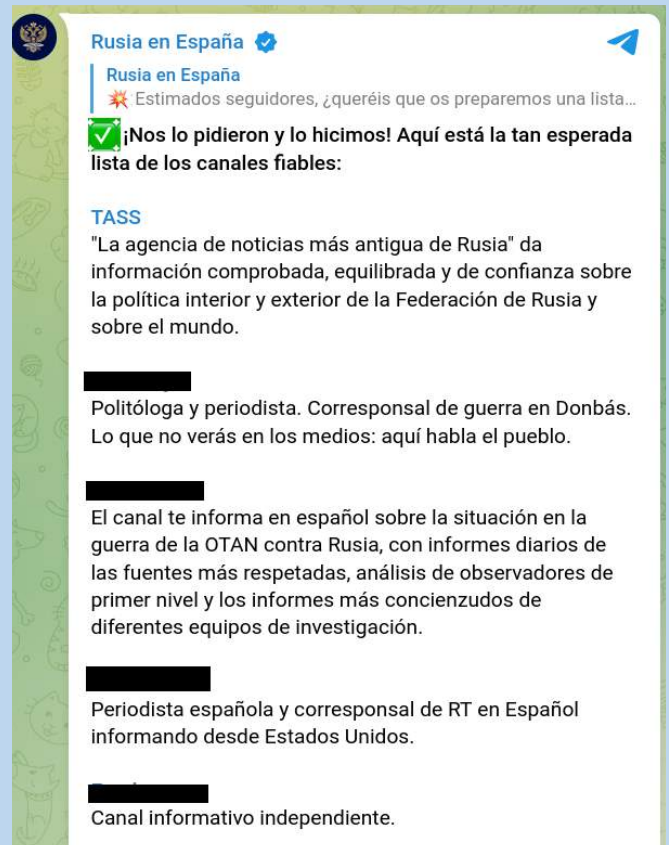 Rusia en España
Rusia en España
💥 Estimados seguidores, ¿queréis que os preparemos una lista...
✅ ¡Nos lo pidieron y lo hicimos! Aquí está la tan esperada
lista de los canales fiables:
TASS
"La agencia de noticias más antigua de Rusia" da
información comprobada, equilibrada y de confianza sobre
la política interior y exterior de la Federación de Rusia y
sobre el mundo.
Politóloga y periodista. Corresponsal de guerra en Donbás.
Lo que no verás en los medios: aquí habla el pueblo.
El canal te informa en español sobre la situación en la
guerra de la OTAN contra Rusia, con informes diarios de
las fuentes más respetadas, análisis de observadores de
primer nivel y los informes más concienzudos de
diferentes equipos de investigación.
Periodista española y corresponsal de RT en Español
informando desde Estados Unidos.
Canal informativo independiente.